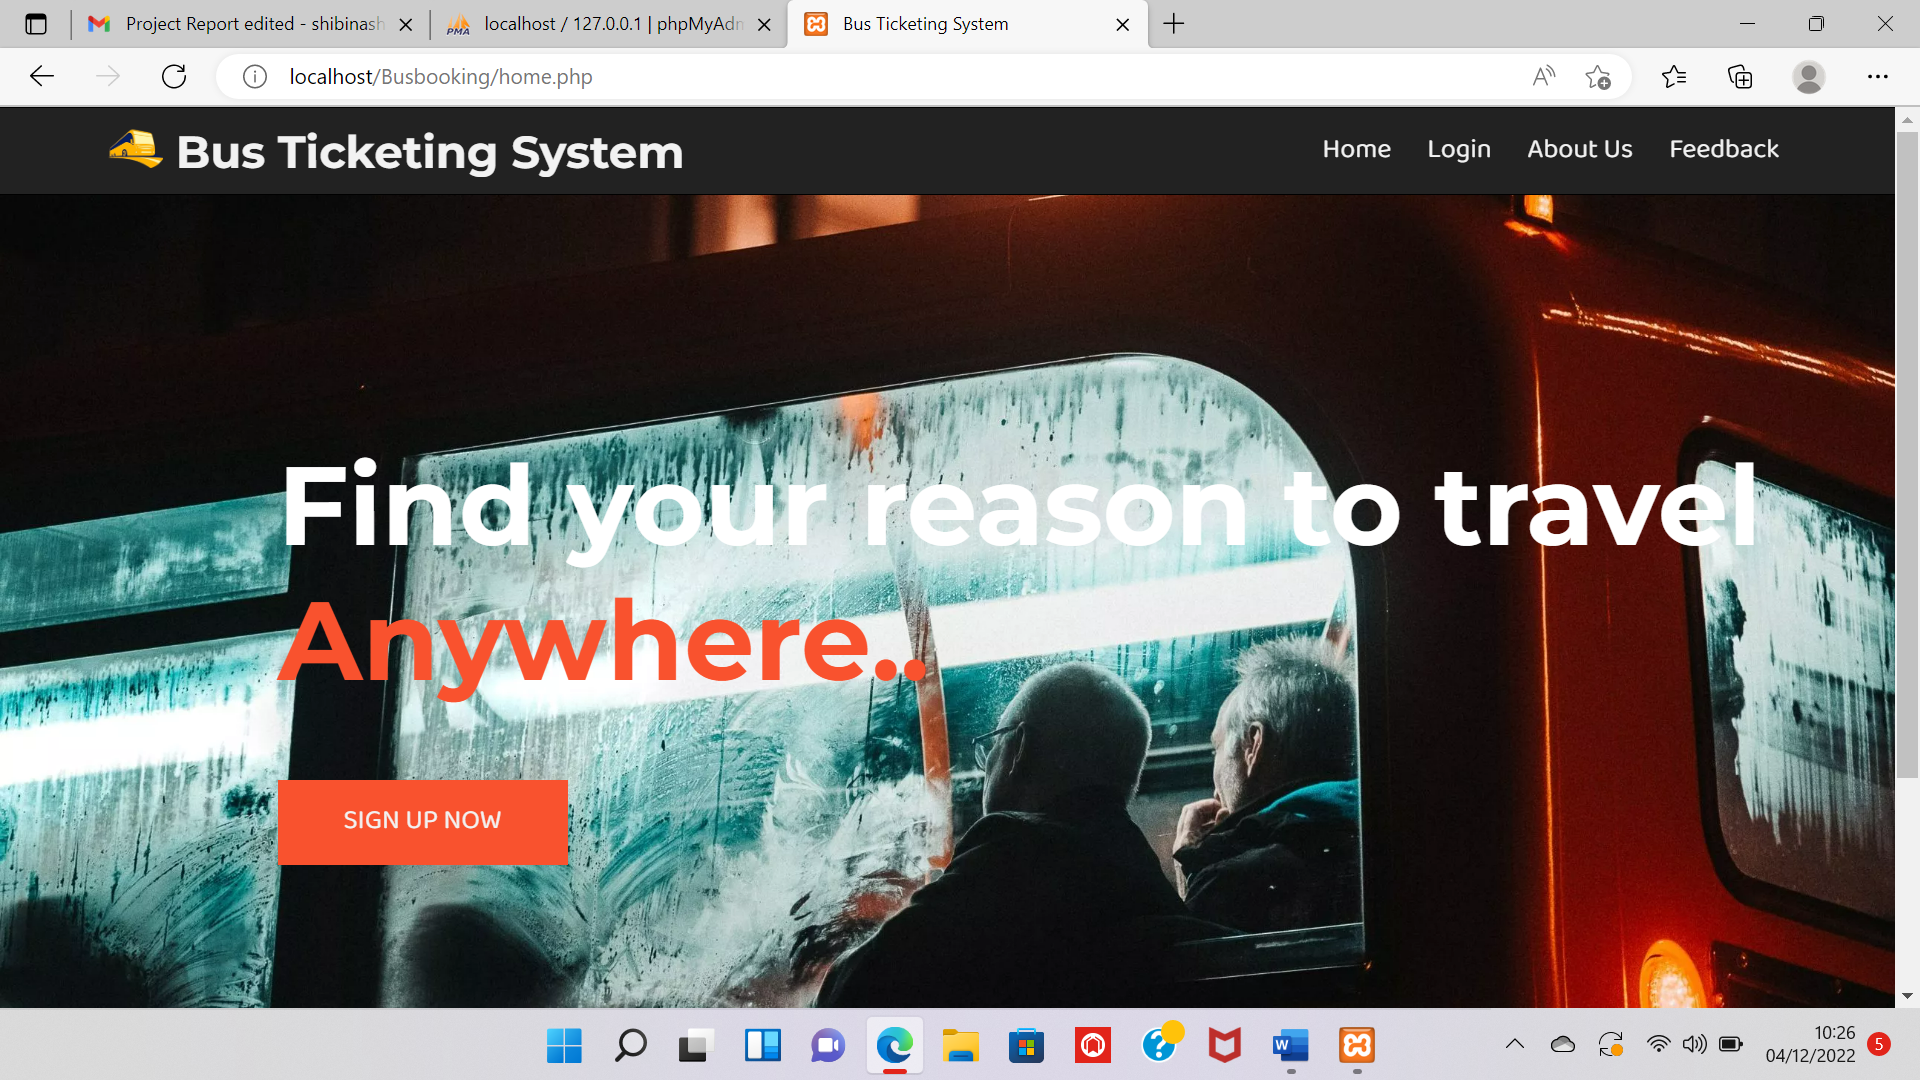 Project Report edited - shibinash
localhost / 127.0.0.1 | phpMyAdn
Bus Ticketing System
localhost/Busbooking/home.php
Bus Ticketing System
Home Login About Us Feedback
Find your reason to travel
Anywhere..
SIGN UP NOW
10:26
04/12/2022
5